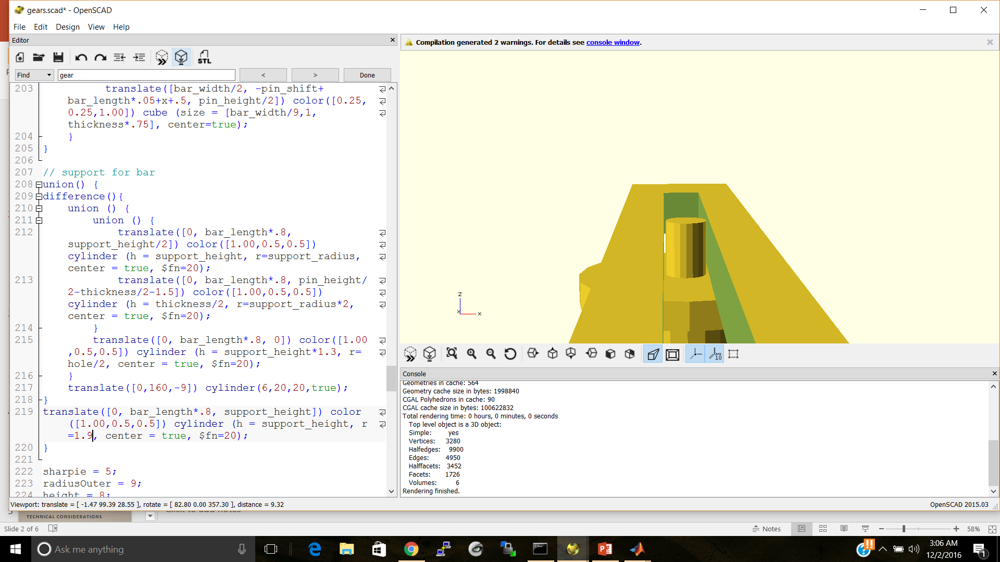 gears.scad* - OpenSCAD
File Edit Design View Help
Editor
STL
Find gear < > Done
203 translate([bar_width/2, -pin_shift+
bar_length*.05+x+.5, pin_height/2]) color([0.25,
0.25,1.00]) cube (size = [bar_width/9,1,
thickness*.75], center=true);
204 }
205 }
206
207 // support for bar
208 union() {
209 difference(){
210 union () {
211 union () {
212 translate([0, bar_length*.8,
support_height/2]) color([1.00,0.5,0.5])
cylinder (h = support_height, r=support_radius,
center = true, $fn=20);
213 translate([0, bar_length*.8, pin_height/
2-thickness/2-1.5]) color([1.00,0.5,0.5])
cylinder (h = thickness/2, r=support_radius*2,
center = true, $fn=20);
214 }
215 translate([0, bar_length*.8, 0]) color([1.00
,0.5,0.5]) cylinder (h = support_height*1.3, r=
hole/2, center = true, $fn=20);
216 }
217 translate([0,160,-9]) cylinder(6,20,20,true);
218 }
219 translate([0, bar_length*.8, support_height]) color
([1.00,0.5,0.5]) cylinder (h = support_height, r
=1.9, center = true, $fn=20);
220 }
221
222 sharpie = 5;
223 radiusOuter = 9;
224 height = 8;
Compilation generated 2 warnings. For details see console window.
z
x
x
10
Console
Geometries in cache: 564
Geometry cache size in bytes: 1998840
CGAL Polyhedrons in cache: 90
CGAL cache size in bytes: 100622832
Total rendering time: 0 hours, 0 minutes, 0 seconds
Top level object is a 3D object:
Simple: yes
Vertices: 3280
Halfedges: 9900
Edges: 4950
Halffacets: 3452
Facets: 1726
Volumes: 6
Rendering finished.
Viewport: translate = [ -1.47 99.39 28.55 ], rotate = [ 82.80 0.00 357.30 ], distance = 9.32
OpenSCAD 2015.03
5
TECHNICAL CONSIDERATIONS
Click to add notes
Slide 2 of 6
Notes
58%
Ask me anything
3:06 AM
12/2/2016
1